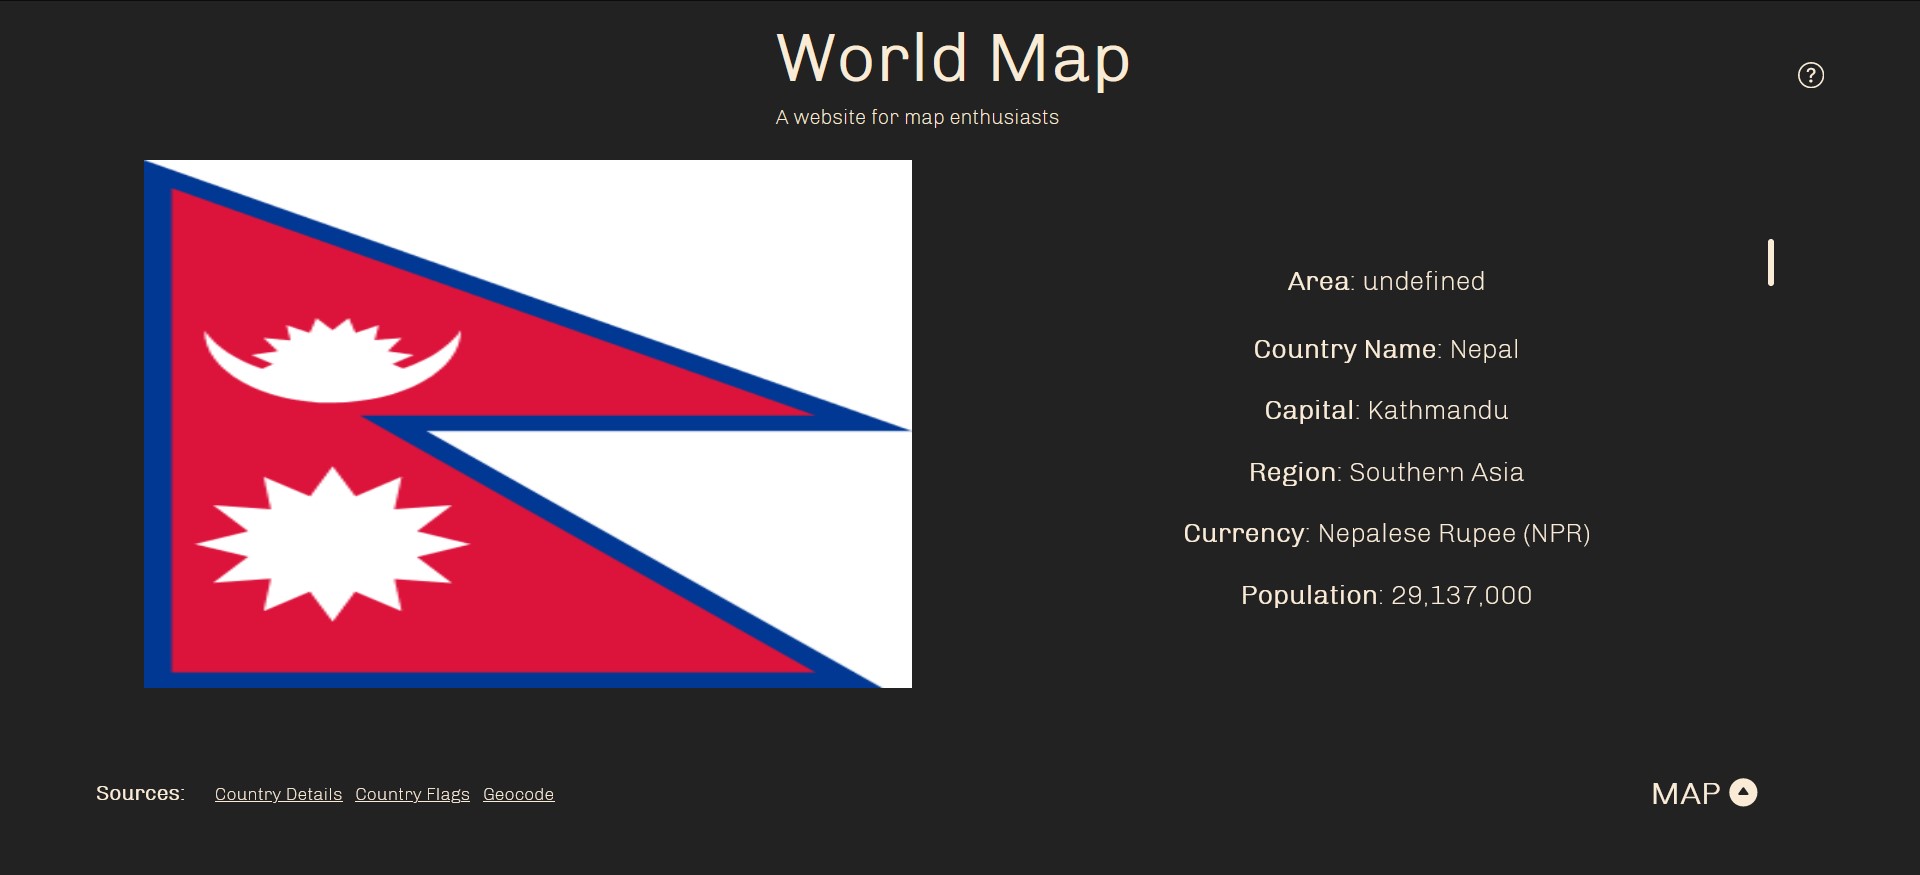 World Map
A website for map enthusiasts
?
Area: undefined
Country Name: Nepal
Capital: Kathmandu
Region: Southern Asia
Currency: Nepalese Rupee (NPR)
Population: 29,137,000
Sources: Country Details Country Flags Geocode
MAP